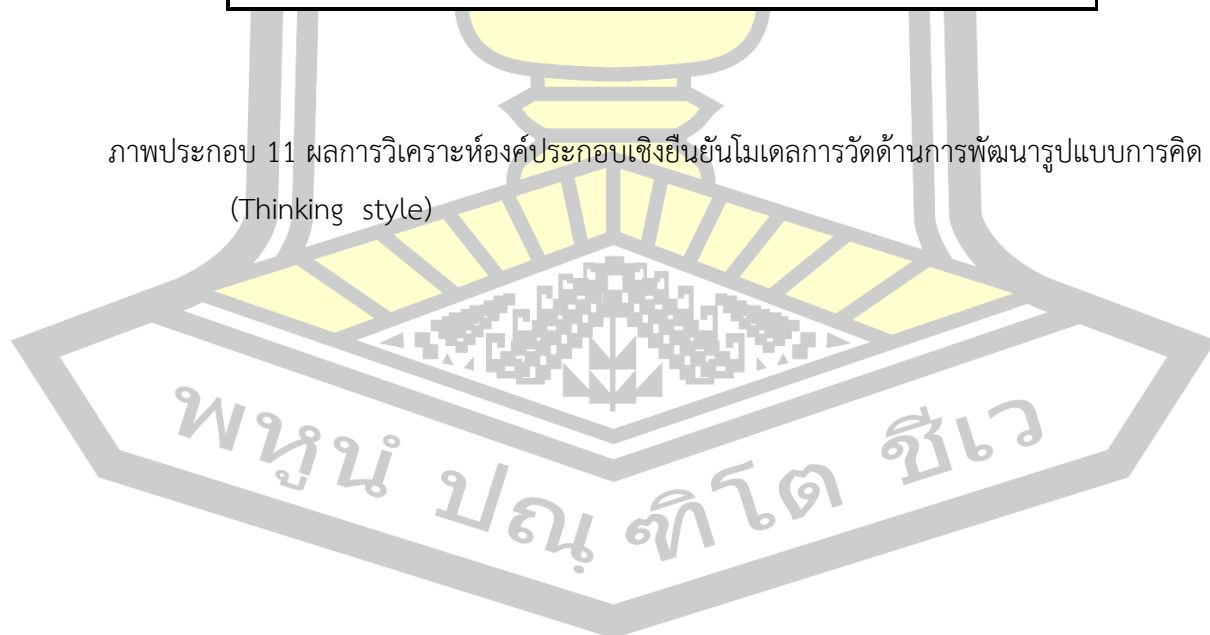 ภาพประกอบ 11 ผลการวิเคราะห์องค์ประกอบเชิงยืนยันโมเดลการวัดด้านการพัฒนารูปแบบการคิด
(Thinking style)
พหูนํ ปณฺฑิโต ชีเว